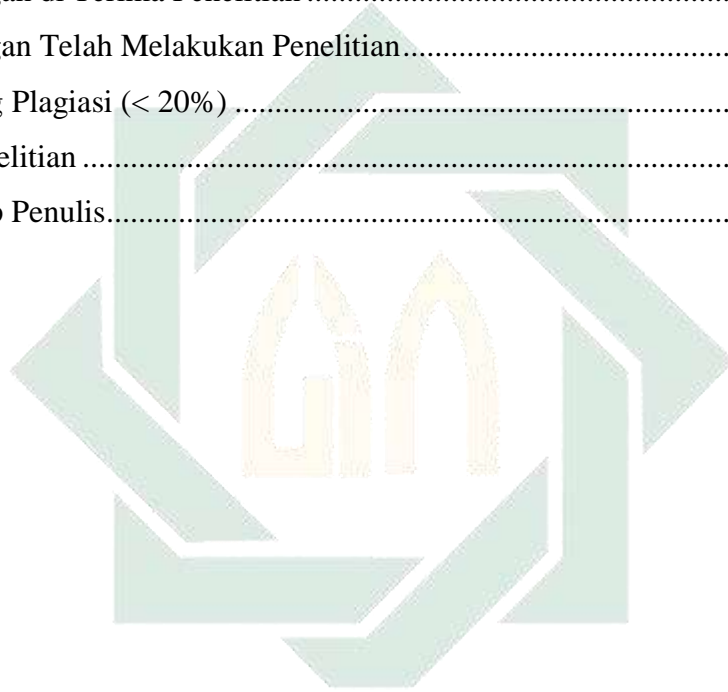 gan di Terima Penelitian ........................................................
gan Telah Melakukan Penelitian.........................................
g Plagiasi (< 20%) ..............................................................
elitian .................................................................................
p Penulis..............................................................................